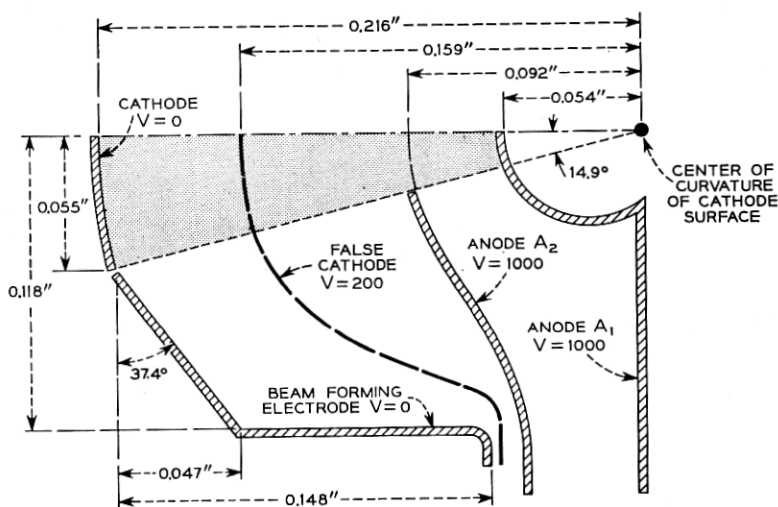 0.216"
0.159"
0.092"
0.054"
CATHODE
V = 0
14.9°
CENTER OF
CURVATURE
OF CATHODE
SURFACE
0.055"
FALSE
CATHODE
V = 200
ANODE A2
V = 1000
0.118"
ANODE A1
V = 1000
37.4°
BEAM FORMING
ELECTRODE V = 0
0.047"
0.148"